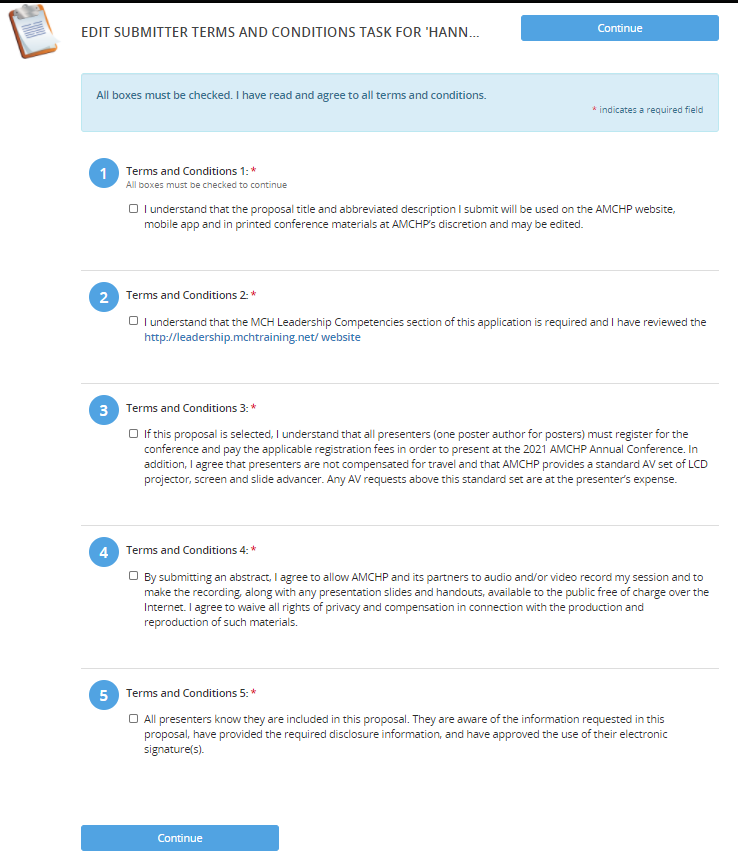 EDIT SUBMITTER TERMS AND CONDITIONS TASK FOR 'HANN...
Continue
All boxes must be checked. I have read and agree to all terms and conditions.
* indicates a required field
1
Terms and Conditions 1: *
All boxes must be checked to continue
I understand that the proposal title and abbreviated description I submit will be used on the AMCHP website,
mobile app and in printed conference materials at AMCHP's discretion and may be edited.
2
Terms and Conditions 2: *
I understand that the MCH Leadership Competencies section of this application is required and I have reviewed the
http://leadership.mchtraining.net/ website
3
Terms and Conditions 3: *
If this proposal is selected, I understand that all presenters (one poster author for posters) must register for the
conference and pay the applicable registration fees in order to present at the 2021 AMCHP Annual Conference. In
addition, I agree that presenters are not compensated for travel and that AMCHP provides a standard AV set of LCD
projector, screen and slide advancer. Any AV requests above this standard set are at the presenter's expense.
4
Terms and Conditions 4: *
By submitting an abstract, I agree to allow AMCHP and its partners to audio and/or video record my session and to
make the recording, along with any presentation slides and handouts, available to the public free of charge over the
Internet. I agree to waive all rights of privacy and compensation in connection with the production and
reproduction of such materials.
5
Terms and Conditions 5: *
All presenters know they are included in this proposal. They are aware of the information requested in this
proposal, have provided the required disclosure information, and have approved the use of their electronic
signature(s).
Continue